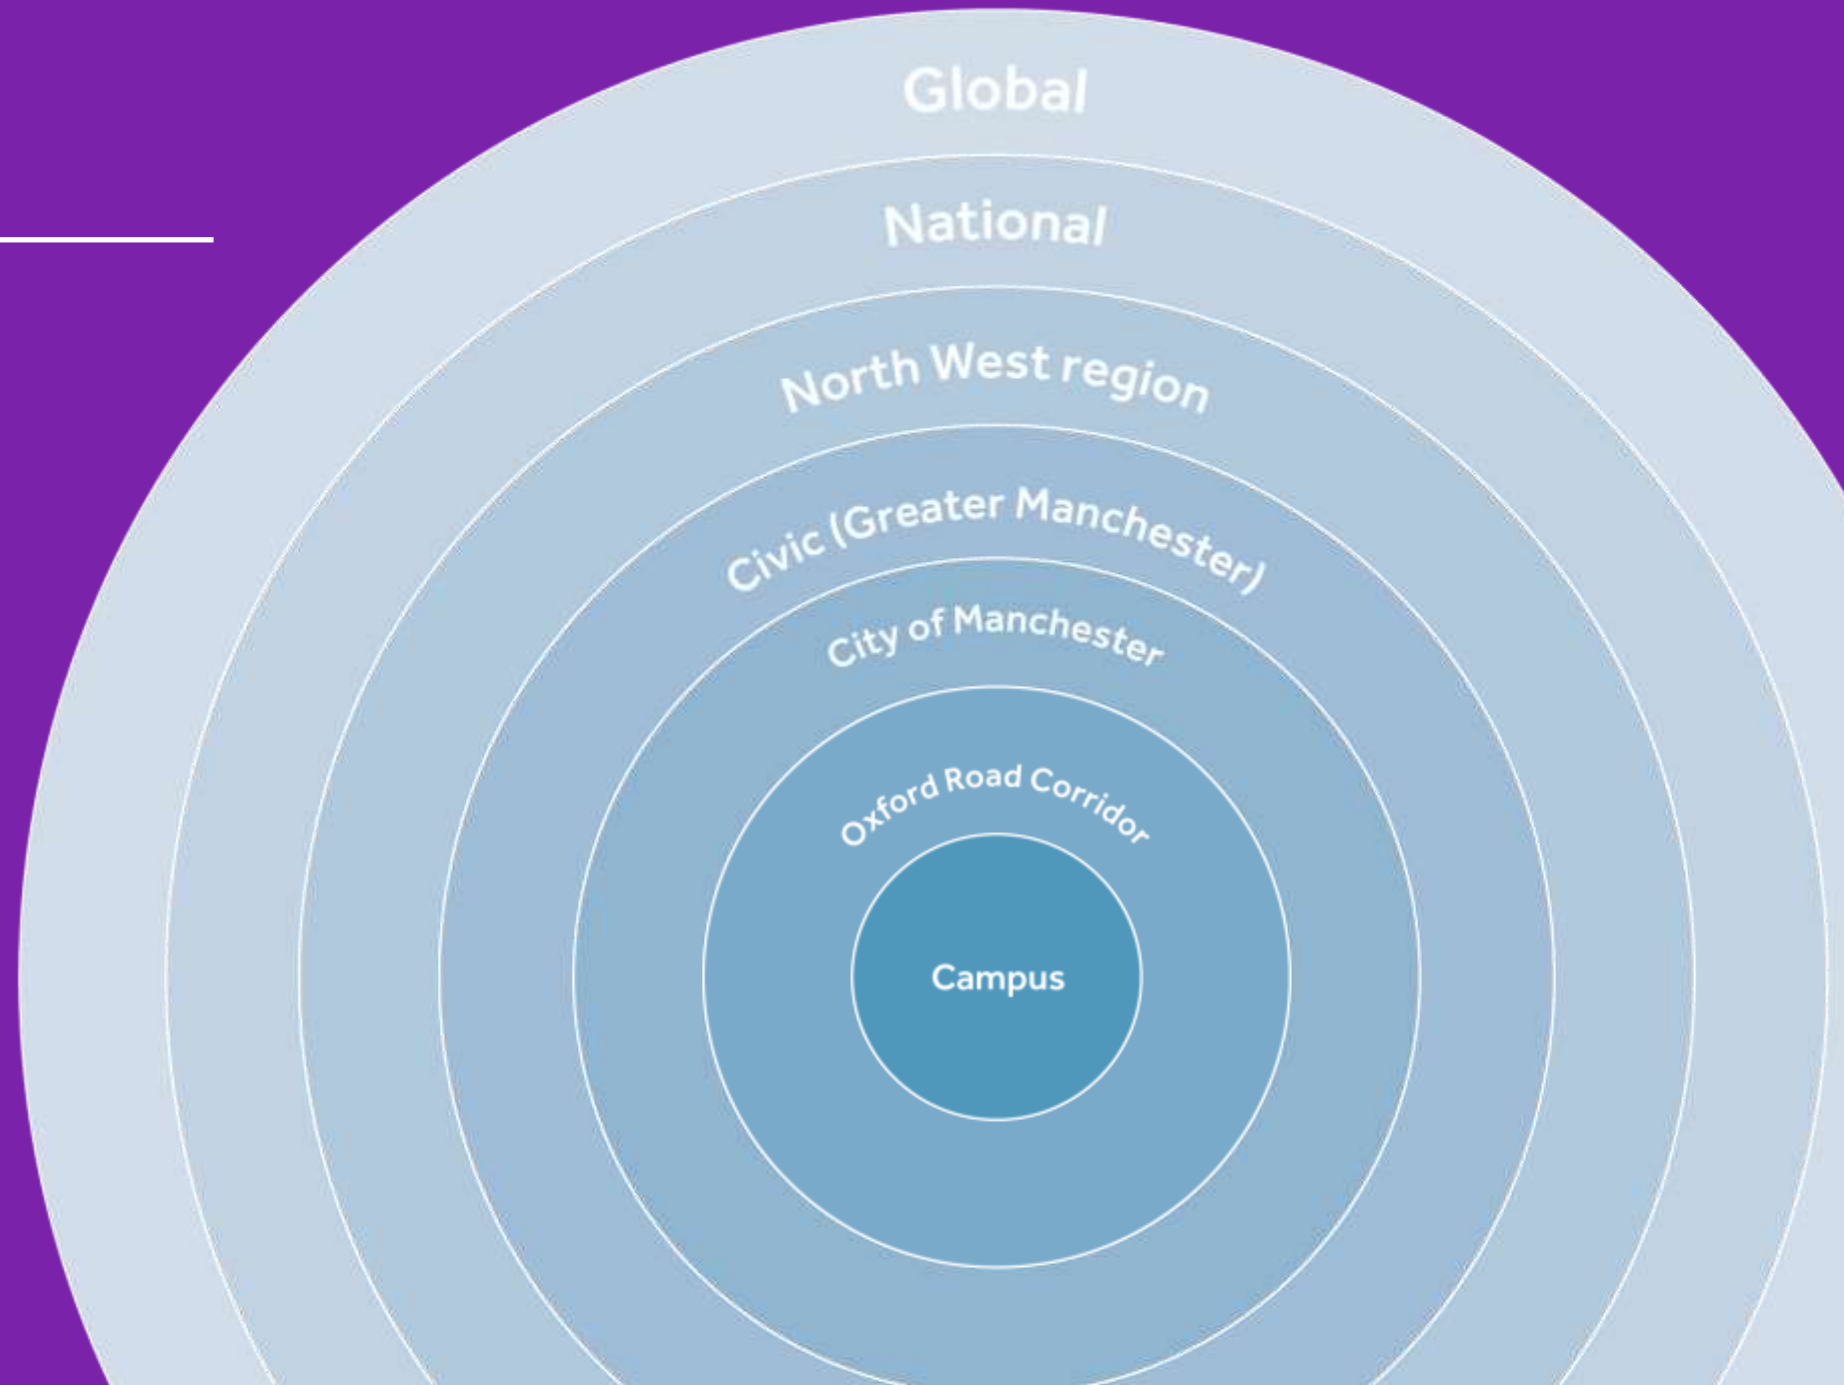 Global
National
North West region
Civic (Greater Manchester)
City of Manchester
Oxford Road Corridor
Campus